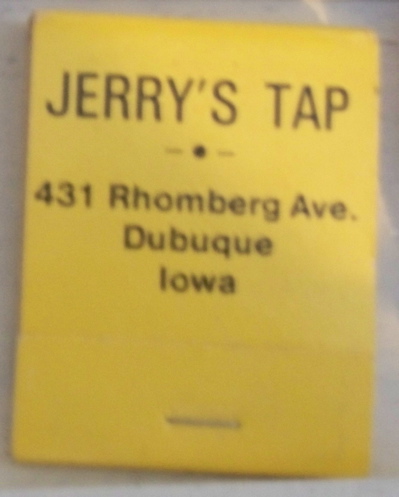 JERRY'S TAP
– • –
431 Rhomberg Ave.
Dubuque
Iowa